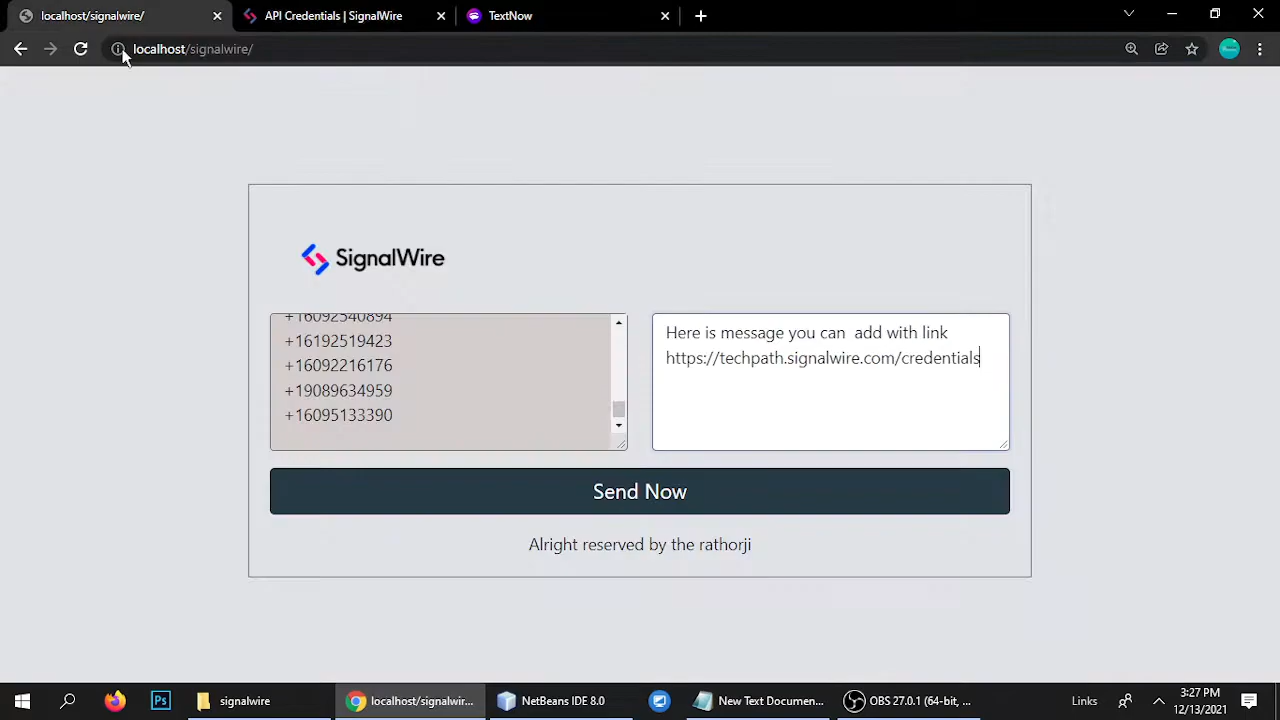 localhost/signalwire/
API Credentials | SignalWire
TextNow
localhost/signalwire/
SignalWire
+16092540894
+16192519423
+16092216176
+19089634959
+16095133390
Here is message you can  add with link
https://techpath.signalwire.com/credentials
Send Now
Alright reserved by the rathorji
Ps
signalwire
localhost/signalwir...
NetBeans IDE 8.0
New Text Documen...
OBS 27.0.1 (64-bit, ...
Links
3:27 PM
12/13/2021